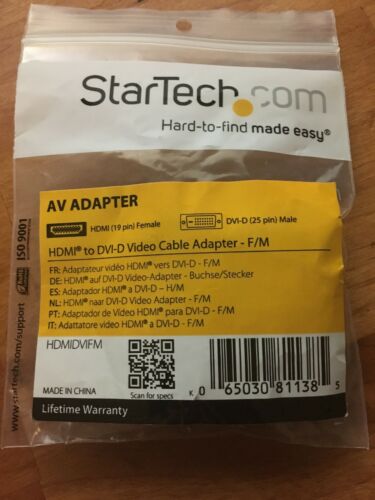 StarTech.com
Hard-to-find made easy®
AV ADAPTER
HDMI (19 pin) Female
DVI-D (25 pin) Male
HDMI® to DVI-D Video Cable Adapter - F/M
FR: Adaptateur vidéo HDMI® vers DVI-D - F/M
DE: HDMI® auf DVI-D Video-Adapter - Buchse/Stecker
ES: Adaptador HDMI® a DVI-D – H/M
NL: HDMI® naar DVI-D Video Adapter - F/M
PT: Adaptador de Vídeo HDMI® para DVI-D - F/M
IT: Adattatore video HDMI® a DVI-D - F/M
HDMIDVIFM
MADE IN CHINA
Scan for specs
K 0 65030 81138 5
Lifetime Warranty
www.startech.com/support
ISO 9001